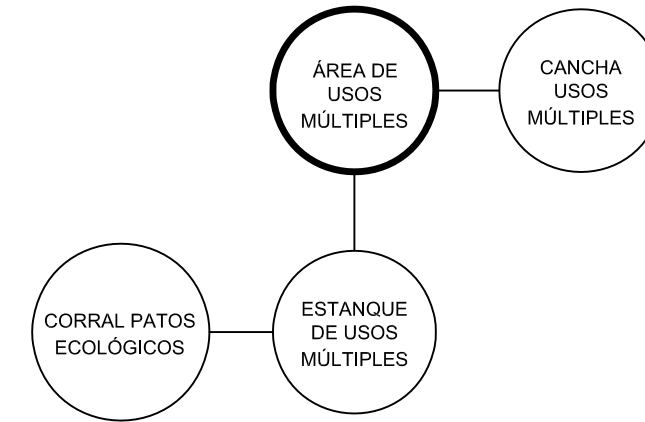 ÁREA DE
USOS
MÚLTIPLES
CANCHA
USOS
MÚLTIPLES
CORRAL PATOS
ECOLÓGICOS
ESTANQUE
DE USOS
MÚLTIPLES